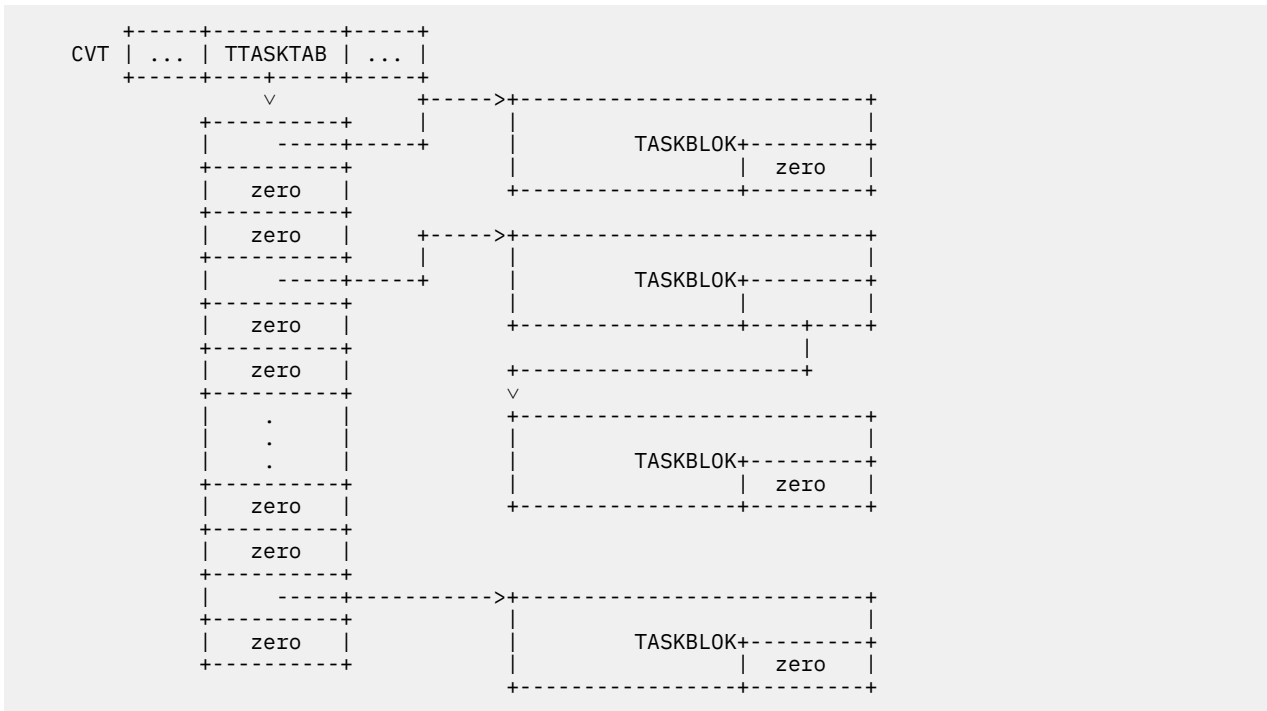 CVT | ... | TTASKTAB | ... |
TASKBLOK
zero
zero
zero
TASKBLOK
zero
zero
.
.
.
TASKBLOK
zero
zero
zero
TASKBLOK
zero
zero